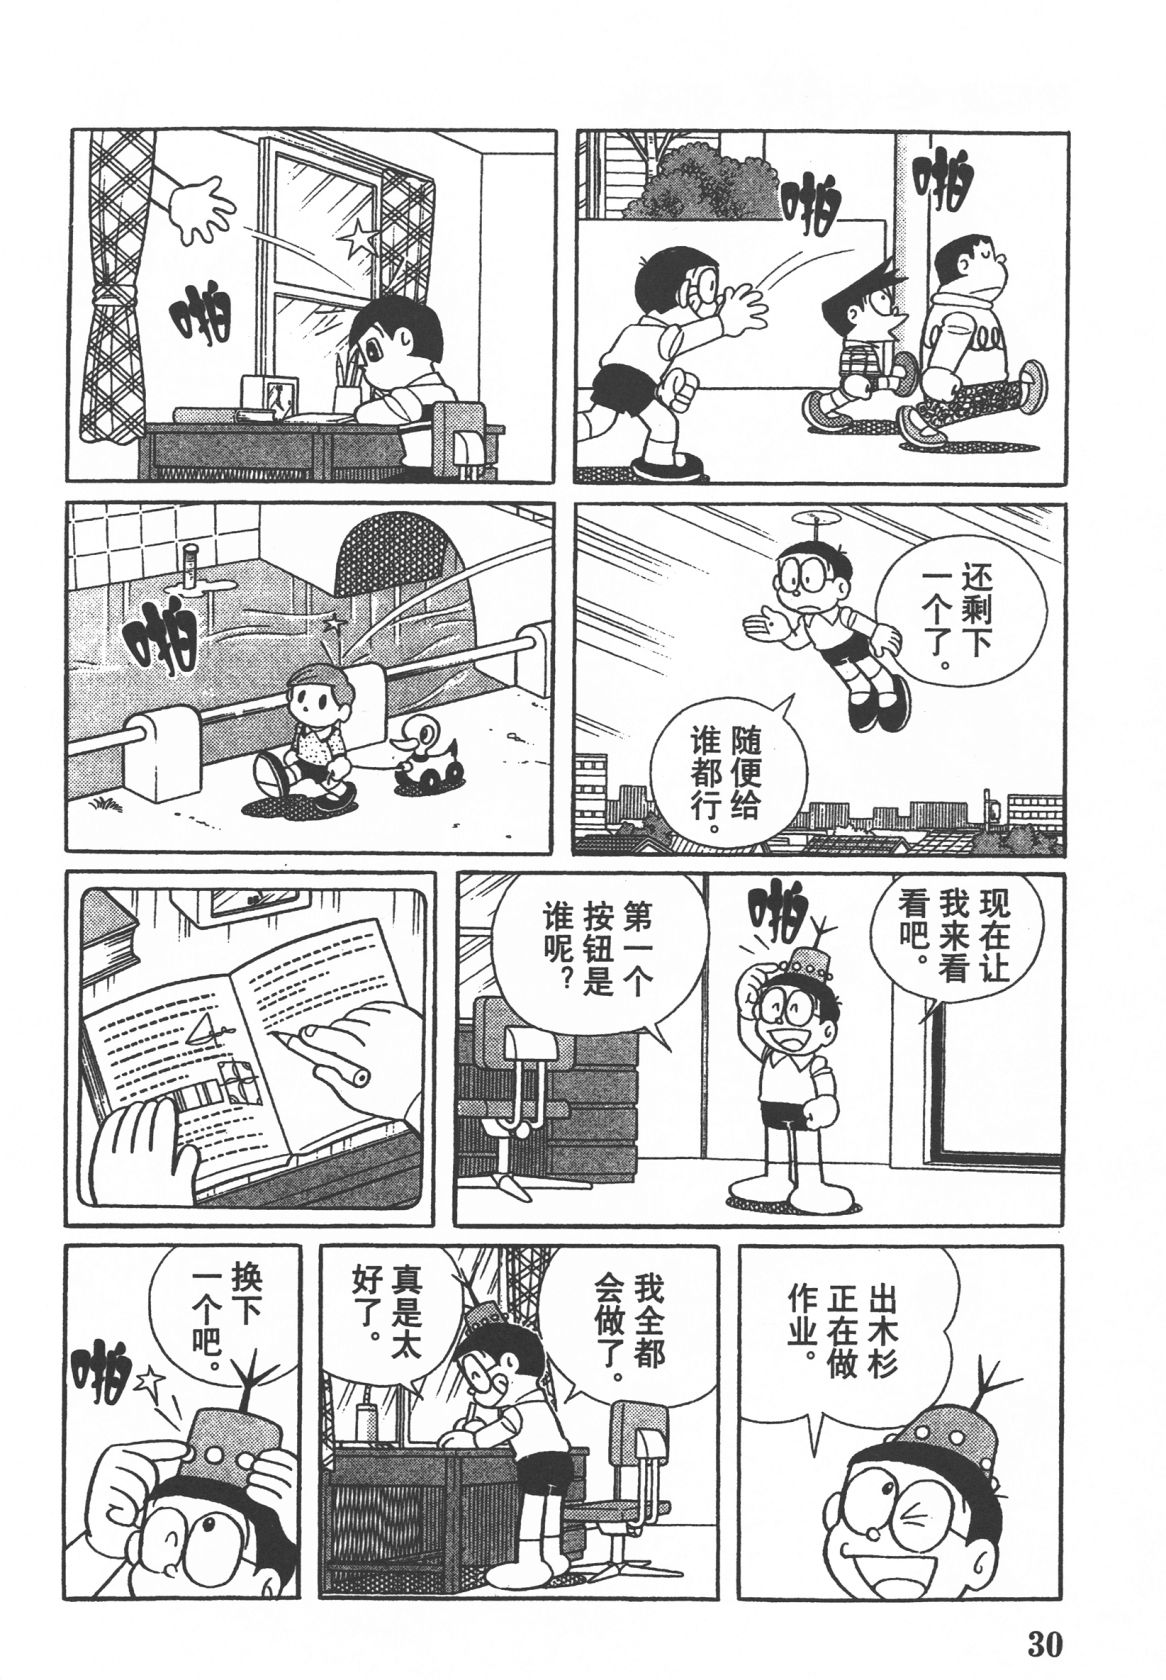 啪
啪
啪
还剩下
一个了。
随便给
谁都行。
啪
现在让
我来看
看吧。
啪
第一个
按钮是
谁呢？
出木杉
正在做
作业。
我全都
会做了。
真是太
好了。
换下
一个吧。
啪
30